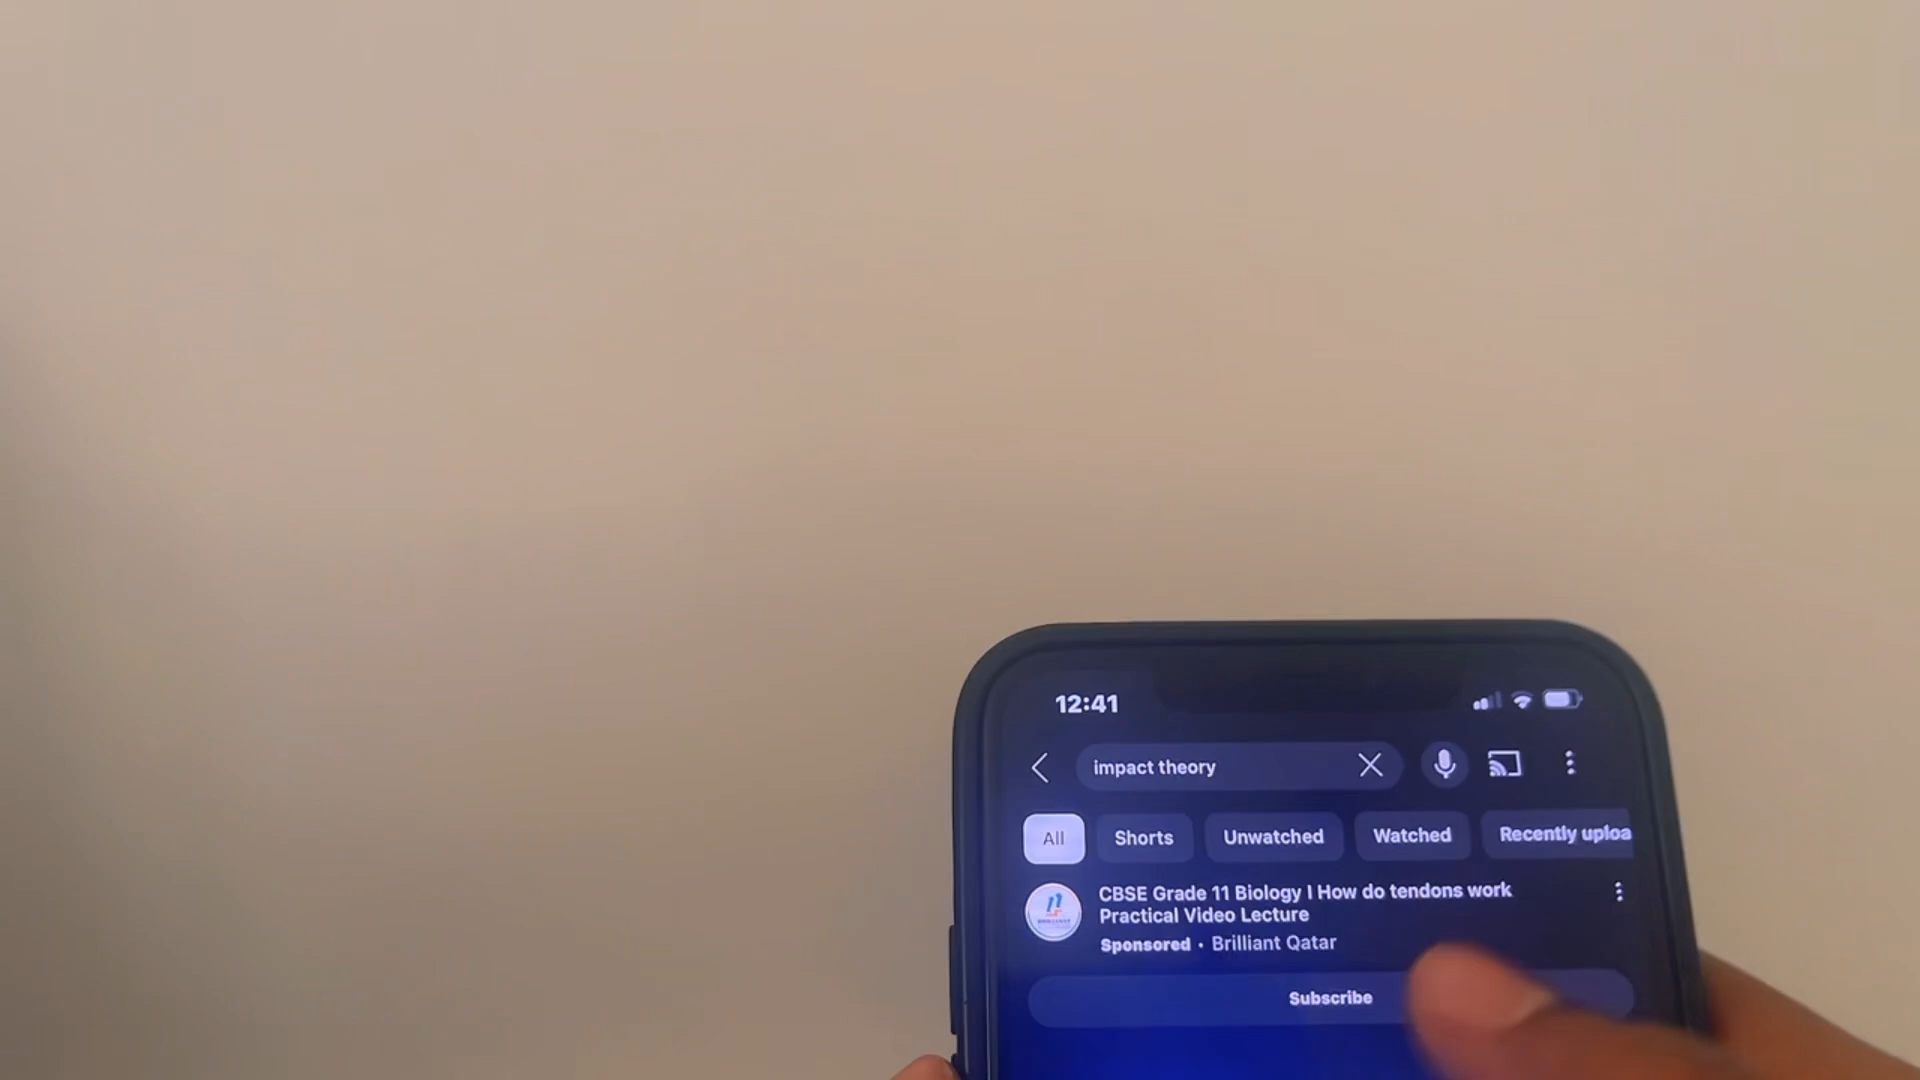 12:41
impact theory
All
Shorts
Unwatched
Watched
Recently uploa
CBSE Grade 11 Biology I How do tendons work
Practical Video Lecture
Sponsored · Brilliant Qatar
Subscribe